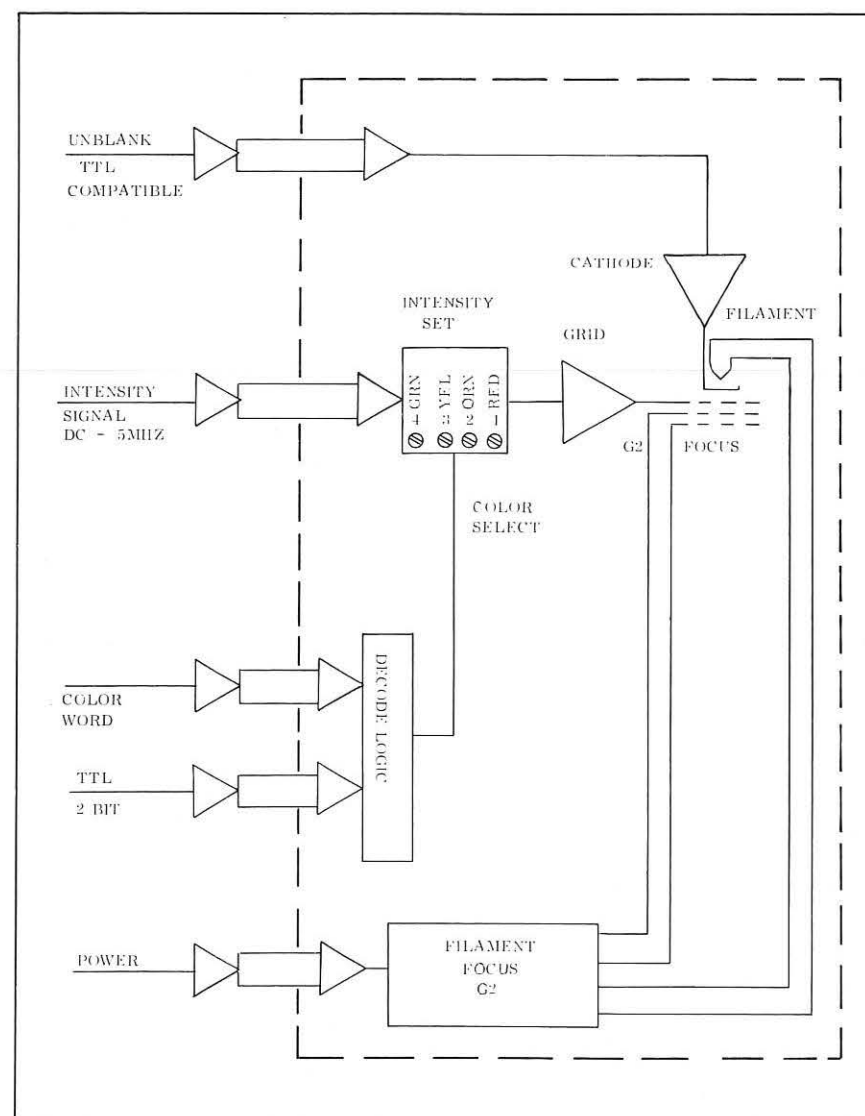 UNBLANK
TTL
COMPATIBLE
CATHODE
FILAMENT
INTENSITY
SET
GRID
GRN
YEL
ORN
RED
4
3
2
1
INTENSITY
SIGNAL
DC - 5MHZ
G2
FOCUS
COLOR
SELECT
COLOR
WORD
DECODE LOGIC
TTL
2 BIT
POWER
FILAMENT
FOCUS
G2